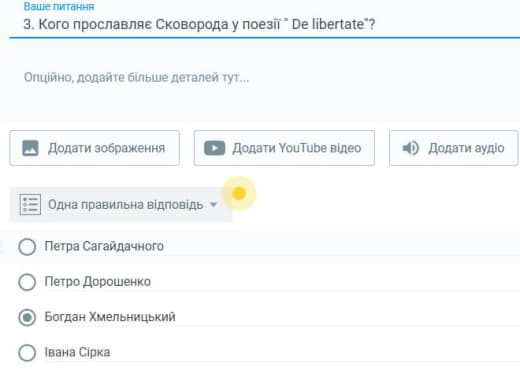 Ваше питання
3. Кого прославляє Сковорода у поезії " De libertate"?
Опційно, додайте більше деталей тут...
Додати зображення
Додати YouTube відео
Додати аудіо
Одна правильна відповідь
Петра Сагайдачного
Петро Дорошенко
Богдан Хмельницький
Івана Сірка